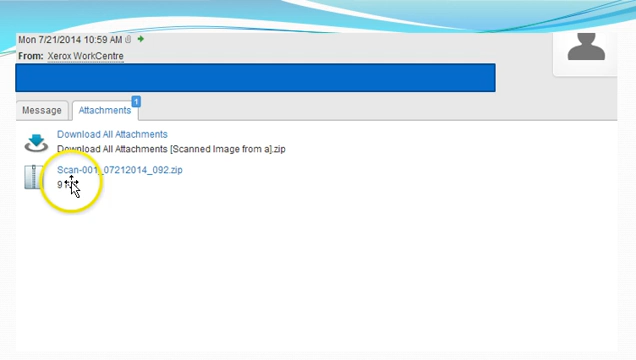 Mon 7/21/2014 10:59 AM
From: Xerox WorkCentre
Message
Attachments
1
Download All Attachments
Download All Attachments [Scanned Image from a].zip
Scan-001_07212014_092.zip